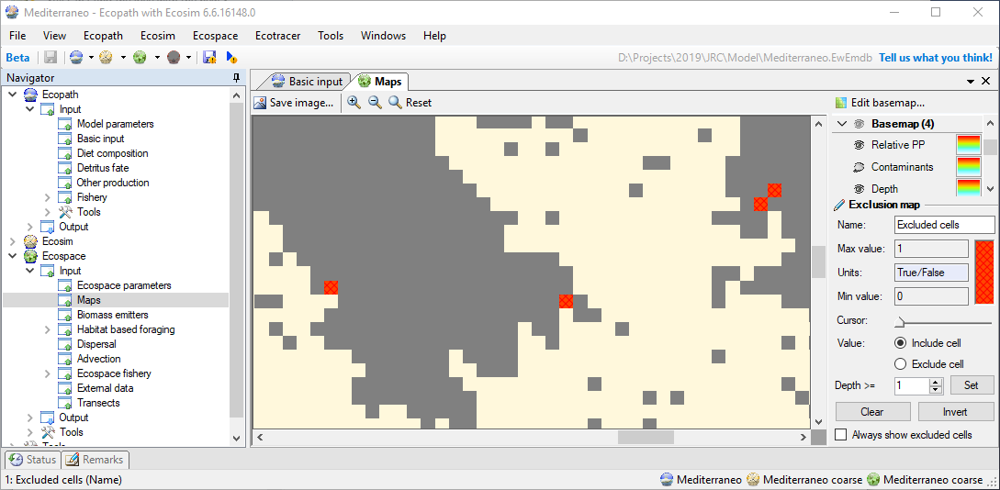 Mediterraneo - Ecopath with Ecosim 6.6.16148.0
File View Ecopath Ecosim Ecospace Ecotracer Tools Windows Help
Beta D:\Projects\2019\JRC\Model\Mediterraneo.EwEmdb Tell us what you think!
Navigator
Ecopath
Input
Model parameters
Basic input
Diet composition
Detritus fate
Other production
Fishery
Tools
Output
Ecosim
Ecospace
Input
Ecospace parameters
Maps
Biomass emitters
Habitat based foraging
Dispersal
Advection
Ecospace fishery
External data
Transects
Output
Tools
Tools
Basic input Maps
Save image... Reset
Edit basemap...
Basemap (4)
Relative PP
Contaminants
Depth
Exclusion map
Name: Excluded cells
Max value: 1
Units: True/False
Min value: 0
Cursor:
Value: Include cell
Exclude cell
Depth >= 1 Set
Clear Invert
Always show excluded cells
Status Remarks
1: Excluded cells (Name) Mediterraneo Mediterraneo coarse Mediterraneo coarse